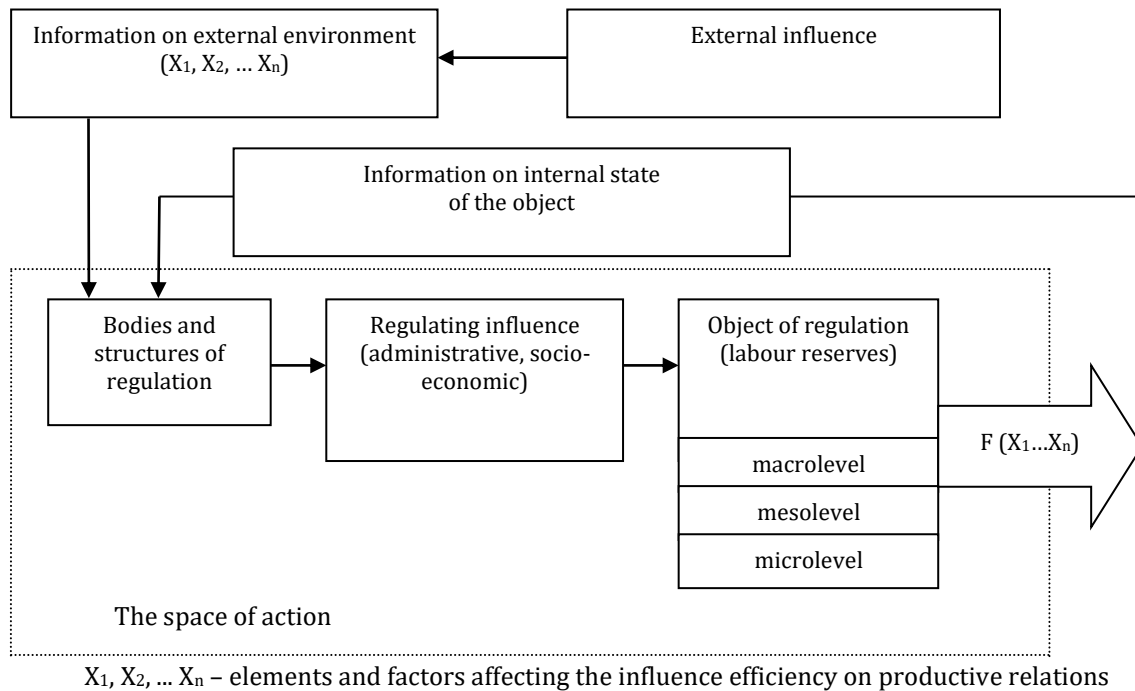 Information on external environment
(X₁, X₂, ... Xₙ)
External influence
Information on internal state
of the object
Bodies and
structures of
regulation
Regulating influence
(administrative, socio-
economic)
Object of regulation
(labour reserves)
macrolevel
mesolevel
microlevel
F (X₁...Xₙ)
The space of action
X₁, X₂, ... Xₙ – elements and factors affecting the influence efficiency on productive relations